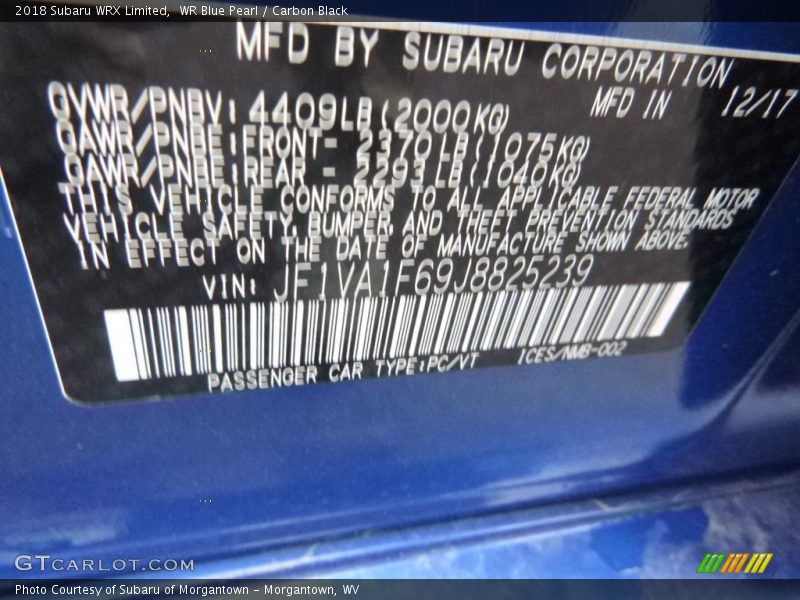 2018 Subaru WRX Limited, WR Blue Pearl / Carbon Black
MFD BY SUBARU CORPORATION
GVWR/PNBV: 4409LB(2000KG) MFD IN 12/17
GAWR/PNBE:FRONT- 2370LB(1075KG)
GAWR/PNBE:REAR - 2293LB(1040KG)
THIS VEHICLE CONFORMS TO ALL APPLICABLE FEDERAL MOTOR
VEHICLE SAFETY, BUMPER, AND THEFT PREVENTION STANDARDS
IN EFFECT ON THE DATE OF MANUFACTURE SHOWN ABOVE.
VIN: JF1VA1F69J8825239
PASSENGER CAR TYPE:PC/VT ICES/NMB-002
GTCARLOT.COM
Photo Courtesy of Subaru of Morgantown - Morgantown, WV